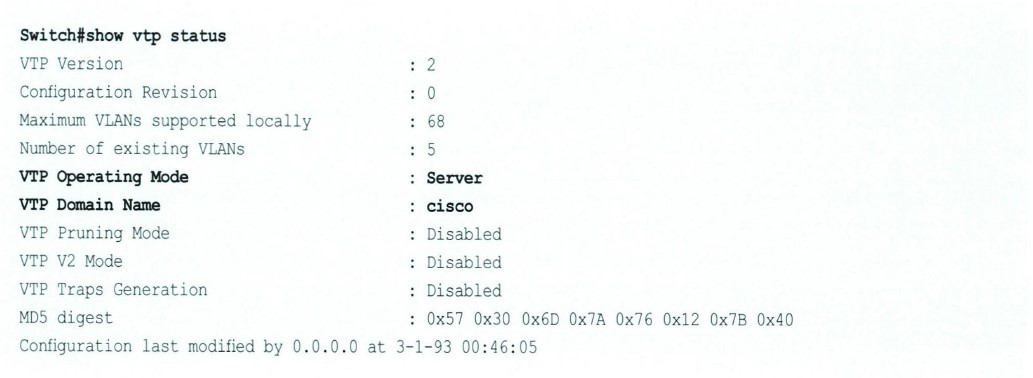 Switch#show vtp status
VTP Version : 2
Configuration Revision : 0
Maximum VLANs supported locally : 68
Number of existing VLANs : 5
VTP Operating Mode : Server
VTP Domain Name : cisco
VTP Pruning Mode : Disabled
VTP V2 Mode : Disabled
VTP Traps Generation : Disabled
MD5 digest : 0x57 0x30 0x6D 0x7A 0x76 0x12 0x7B 0x40
Configuration last modified by 0.0.0.0 at 3-1-93 00:46:05